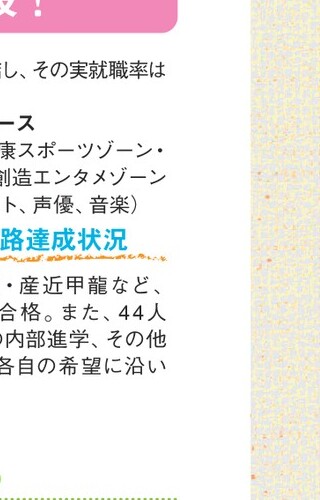 ！
し、その実就職率は
ース
康スポーツゾーン・
創造エンタメゾーン
ト、声優、音楽）
路達成状況
・産近甲龍など、
合格。また、44人
の内部進学、その他
各自の希望に沿い